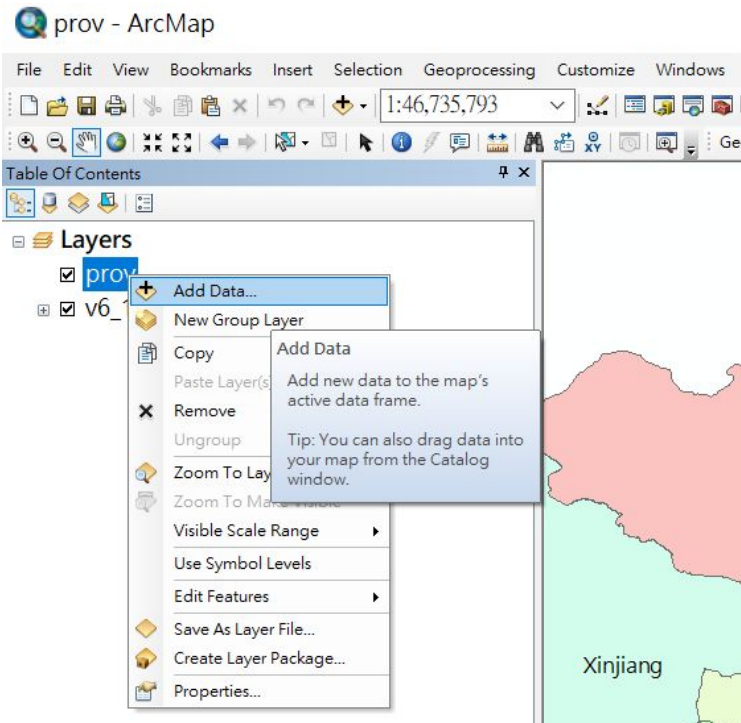 prov - ArcMap
File Edit View Bookmarks Insert Selection Geoprocessing Customize Windows
1:46,735,793
XY
Ge
Table Of Contents
Layers
prov
v6_
Add Data...
New Group Layer
Copy
Add Data
Paste Layer(s
Add new data to the map's
active data frame.
Remove
Ungroup
Tip: You can also drag data into
your map from the Catalog
window.
Zoom To Lay
Zoom To Make Visible
Visible Scale Range
Use Symbol Levels
Edit Features
Save As Layer File...
Create Layer Package...
Properties...
Xinjiang